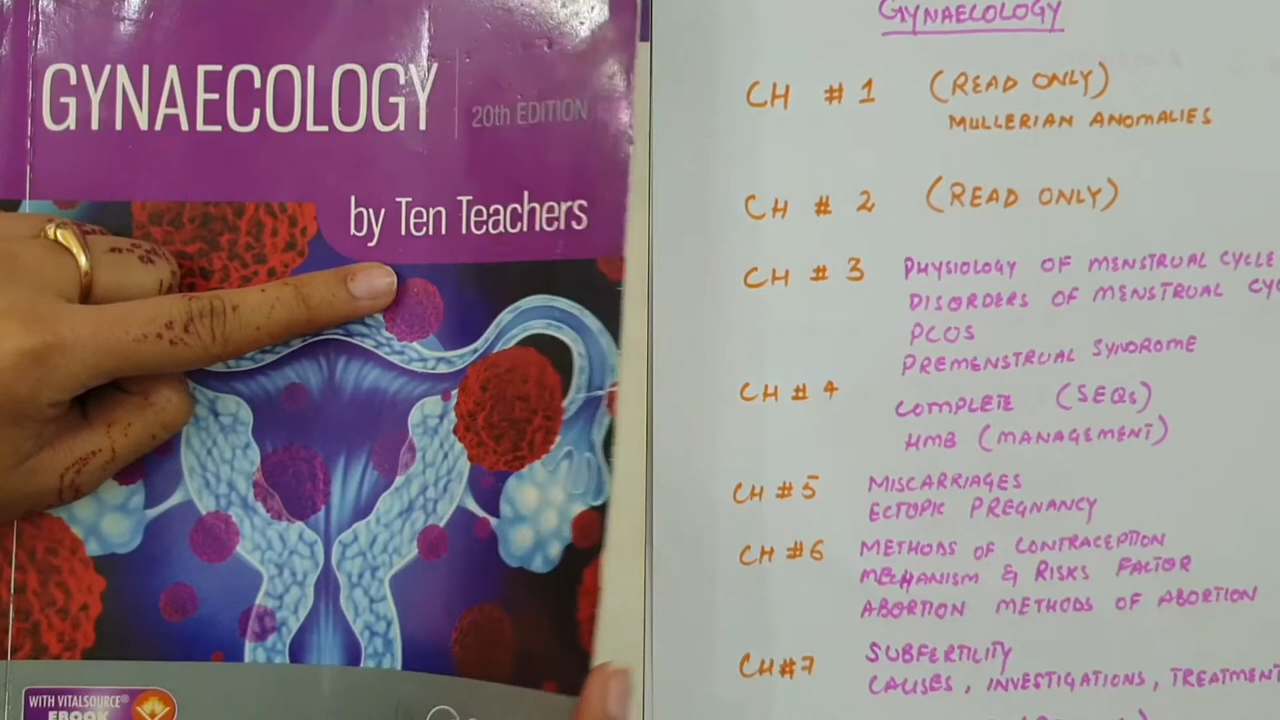 GYNAECOLOGY
20th EDITION
by Ten Teachers
WITH VITALSOURCE®
EBOOK
GYNAECOLOGY
CH # 1 (READ ONLY)
MULLERIAN ANOMALIES
CH # 2 (READ ONLY)
CH # 3 PHYSIOLOGY OF MENSTRUAL CYCLE
DISORDERS OF MENSTRUAL CYC
PCOS
PREMENSTRUAL SYNDROME
CH # 4 COMPLETE (SEQs)
HMB (MANAGEMENT)
CH # 5 MISCARRIAGES
ECTOPIC PREGNANCY
CH # 6 METHODS OF CONTRACEPTION
MECHANISM & RISKS FACTOR
ABORTION METHODS OF ABORTION
CH # 7 SUBFERTILITY
CAUSES, INVESTIGATIONS, TREATMENT